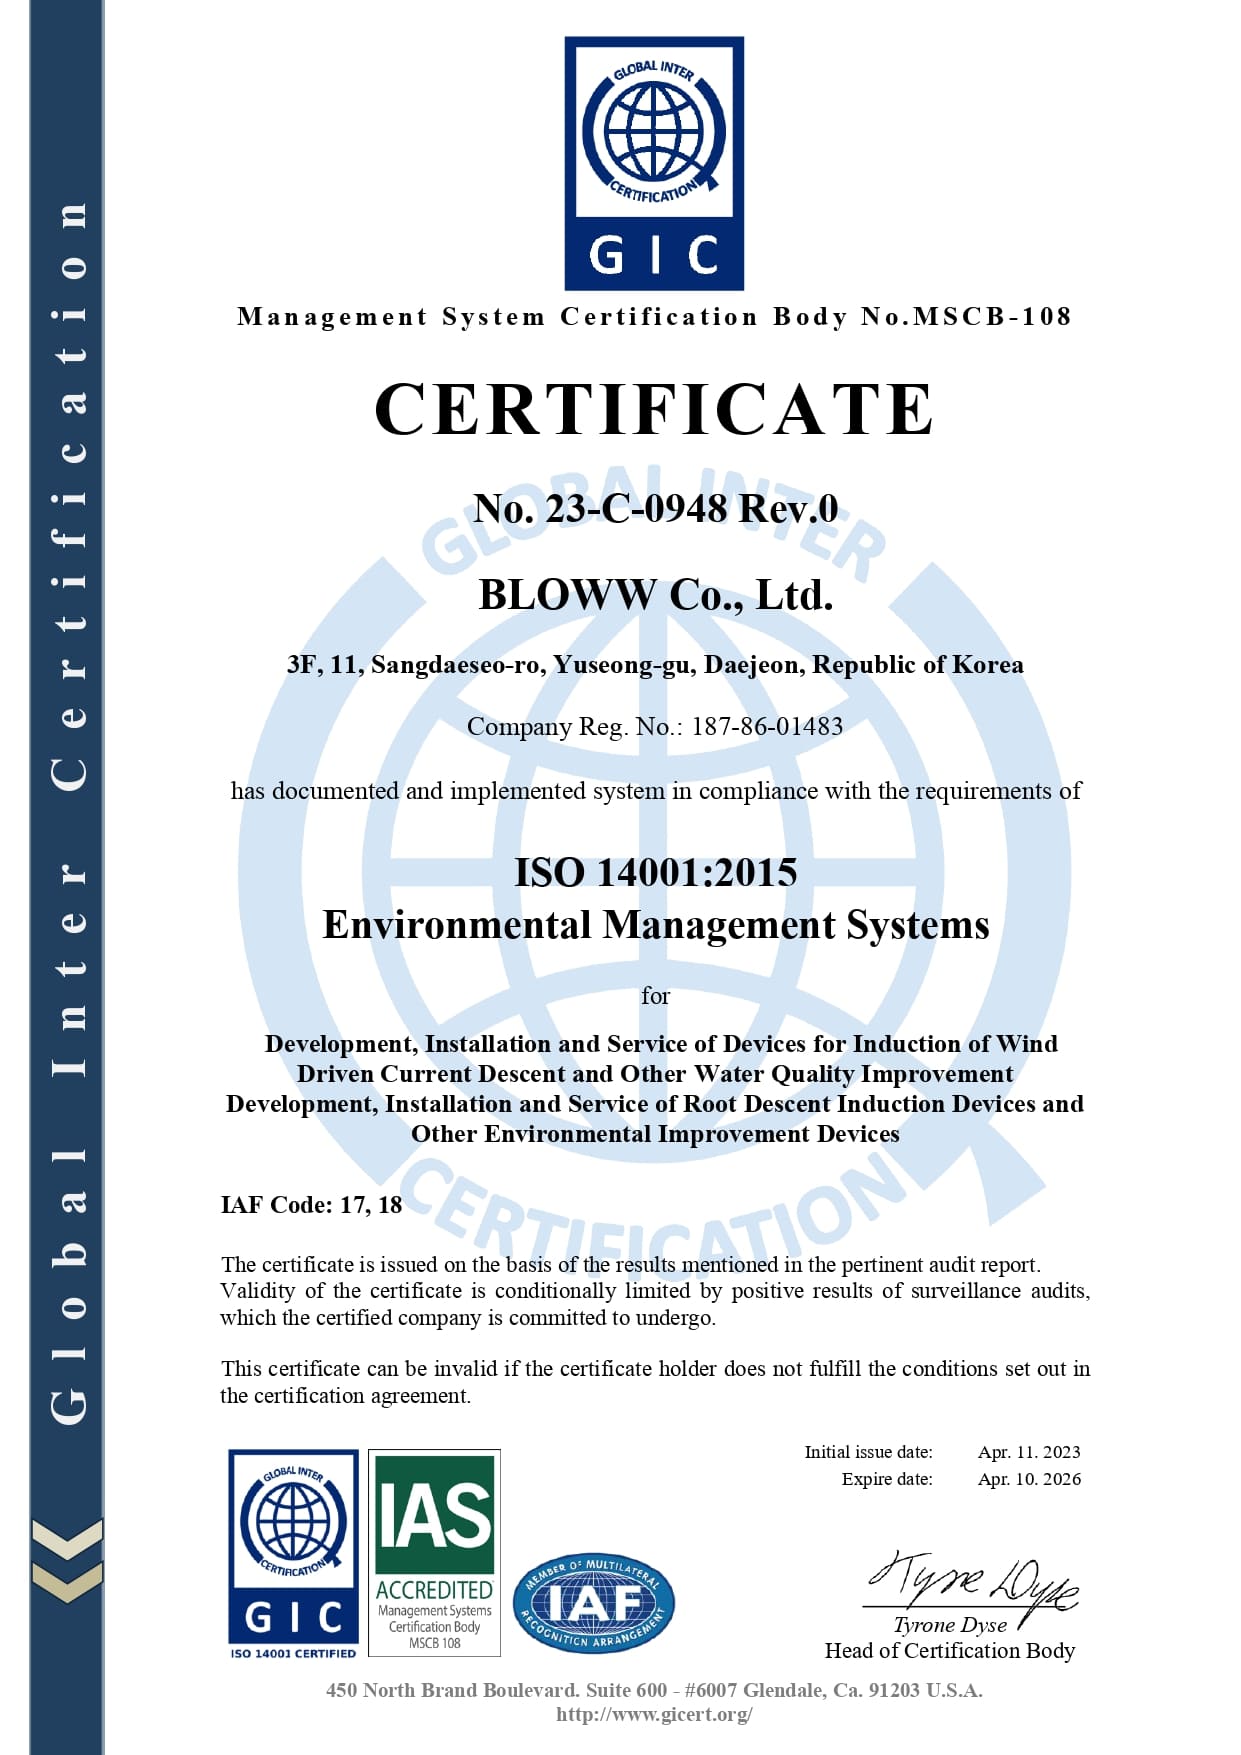 GLOBAL INTER
CERTIFICATION
GIC
Management System Certification Body No.MSCB-108
CERTIFICATE
No. 23-C-0948 Rev.0
BLOWW Co., Ltd.
3F, 11, Sangdaeseo-ro, Yuseong-gu, Daejeon, Republic of Korea
Company Reg. No.: 187-86-01483
has documented and implemented system in compliance with the requirements of
ISO 14001:2015
Environmental Management Systems
for
Development, Installation and Service of Devices for Induction of Wind
Driven Current Descent and Other Water Quality Improvement
Development, Installation and Service of Root Descent Induction Devices and
Other Environmental Improvement Devices
IAF Code: 17, 18
The certificate is issued on the basis of the results mentioned in the pertinent audit report.
Validity of the certificate is conditionally limited by positive results of surveillance audits,
which the certified company is committed to undergo.
This certificate can be invalid if the certificate holder does not fulfill the conditions set out in
the certification agreement.
Initial issue date: Apr. 11. 2023
Expire date: Apr. 10. 2026
GLOBAL INTER
CERTIFICATION
GIC
ISO 14001 CERTIFIED
IAS
ACCREDITED
Management Systems
Certification Body
MSCB 108
MEMBER OF MULTILATERAL
IAF
RECOGNITION ARRANGEMENT
Tyrone Dyse
Tyrone Dyse
Head of Certification Body
450 North Brand Boulevard. Suite 600 - #6007 Glendale, Ca. 91203 U.S.A.
http://www.gicert.org/
Global Inter Certification
GLOBAL INTER
CERTIFICATION